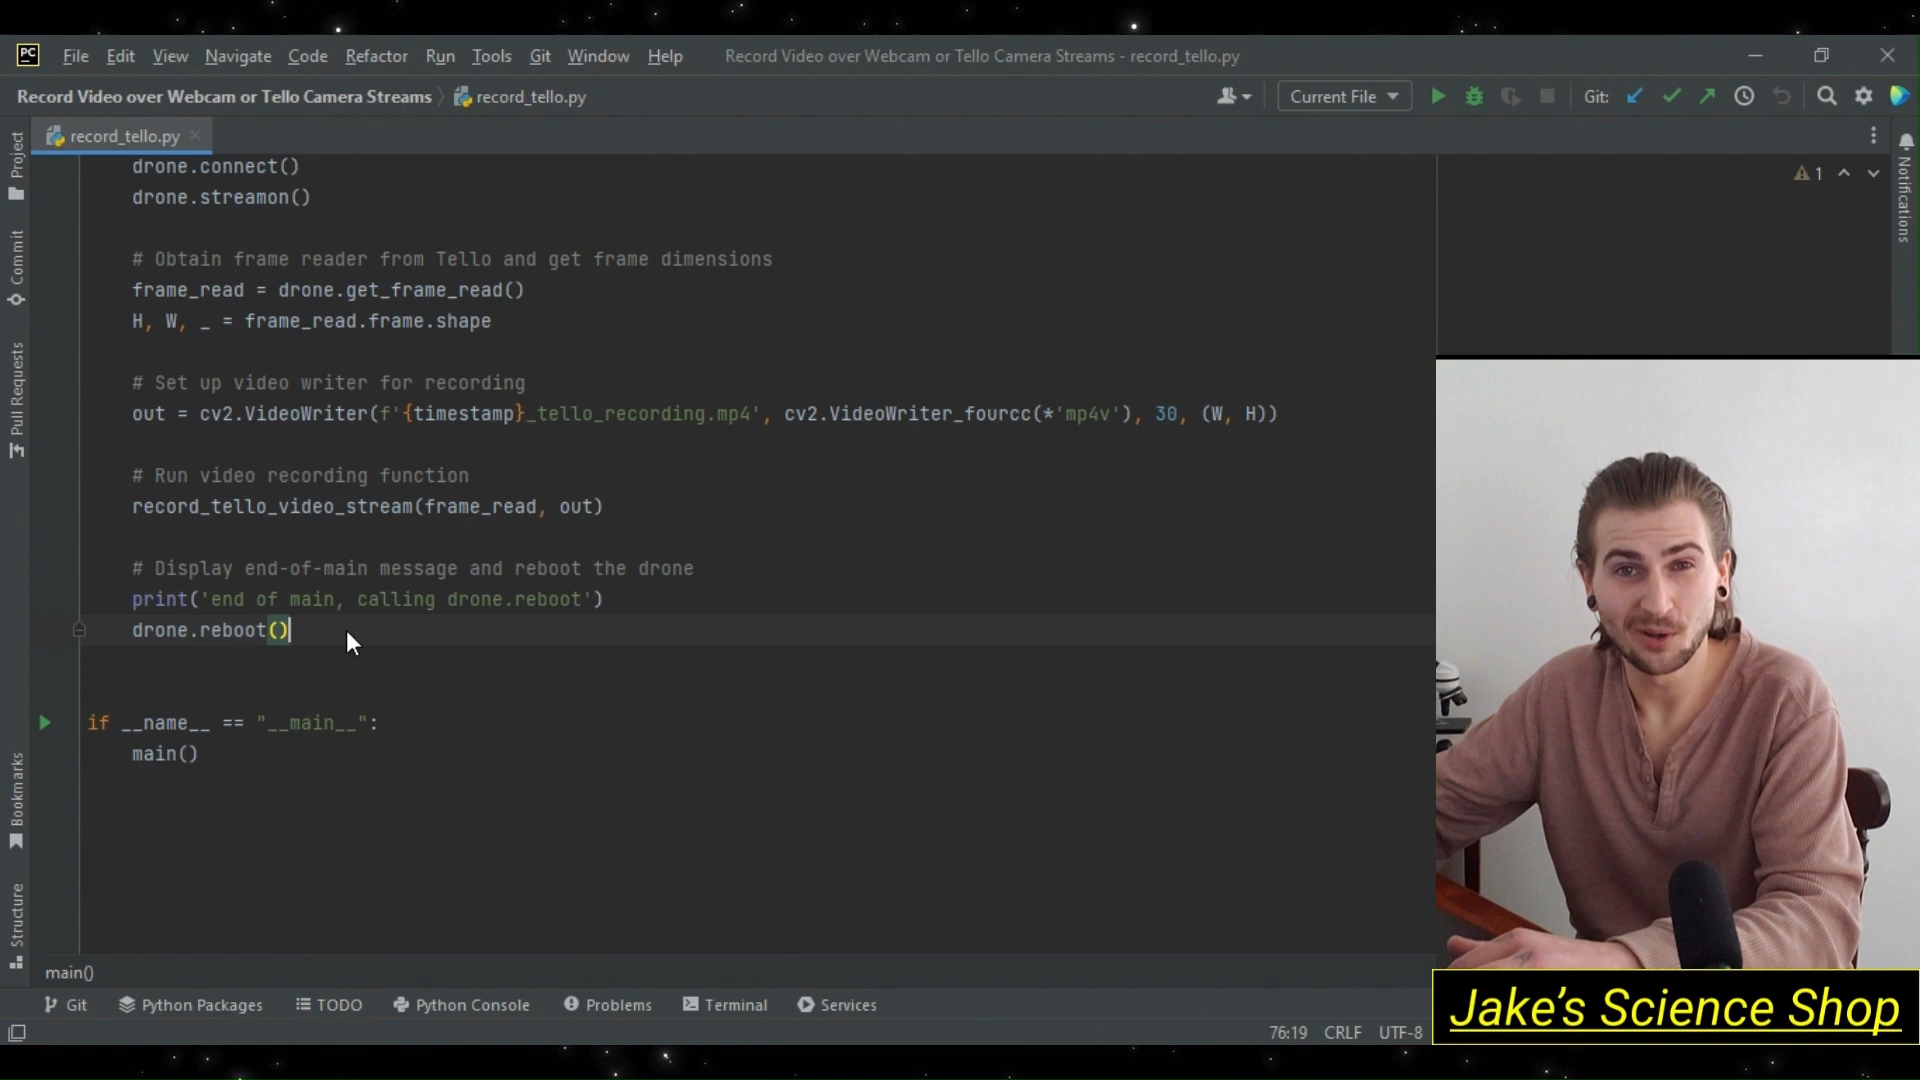 PC File Edit View Navigate Code Refactor Run Tools Git Window Help Record Video over Webcam or Tello Camera Streams - record_tello.py
Record Video over Webcam or Tello Camera Streams record_tello.py Current File Git:
record_tello.py
Project
Commit
Pull Requests
Bookmarks
Structure
Notifications
1
drone.connect()
drone.streamon()
# Obtain frame reader from Tello and get frame dimensions
frame_read = drone.get_frame_read()
H, W, _ = frame_read.frame.shape
# Set up video writer for recording
out = cv2.VideoWriter(f'{timestamp}_tello_recording.mp4', cv2.VideoWriter_fourcc(*'mp4v'), 30, (W, H))
# Run video recording function
record_tello_video_stream(frame_read, out)
# Display end-of-main message and reboot the drone
print('end of main, calling drone.reboot')
drone.reboot()
if __name__ == "__main__":
main()
main()
Git Python Packages TODO Python Console Problems Terminal Services
76:19 CRLF UTF-8
Jake's Science Shop